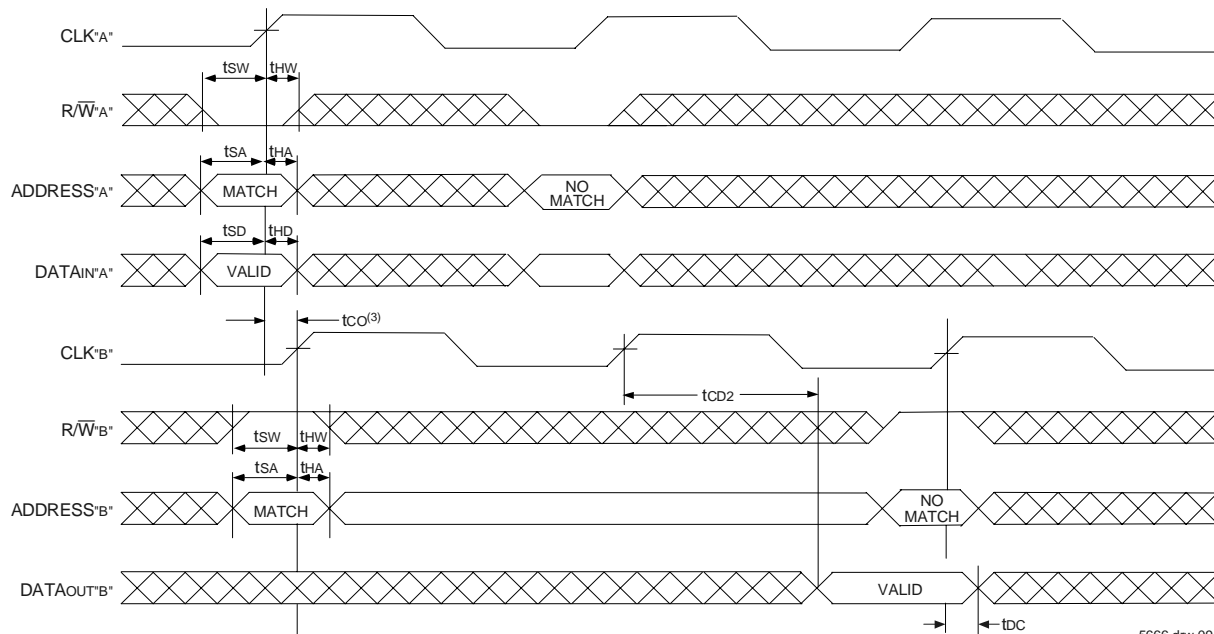 CLK"A"
tSW tHW
R/W̅"A"
tSA tHA
ADDRESS"A" MATCH NO MATCH
tSD tHD
DATAIN"A" VALID
tCO(3)
CLK"B"
tCD2
R/W̅"B"
tSW tHW
tSA tHA
ADDRESS"B" MATCH NO MATCH
DATAOUT"B" VALID
tDC